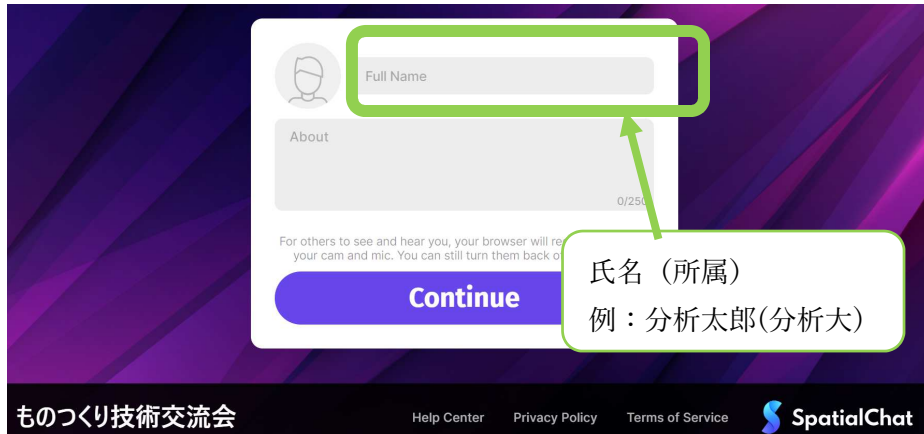 Full Name
About
0/250
For others to see and hear you, your browser will
your cam and mic. You can still turn them back
Continue
氏名（所属）
例：分析太郎(分析大)
ものつくり技術交流会
Help Center
Privacy Policy
Terms of Service
SpatialChat